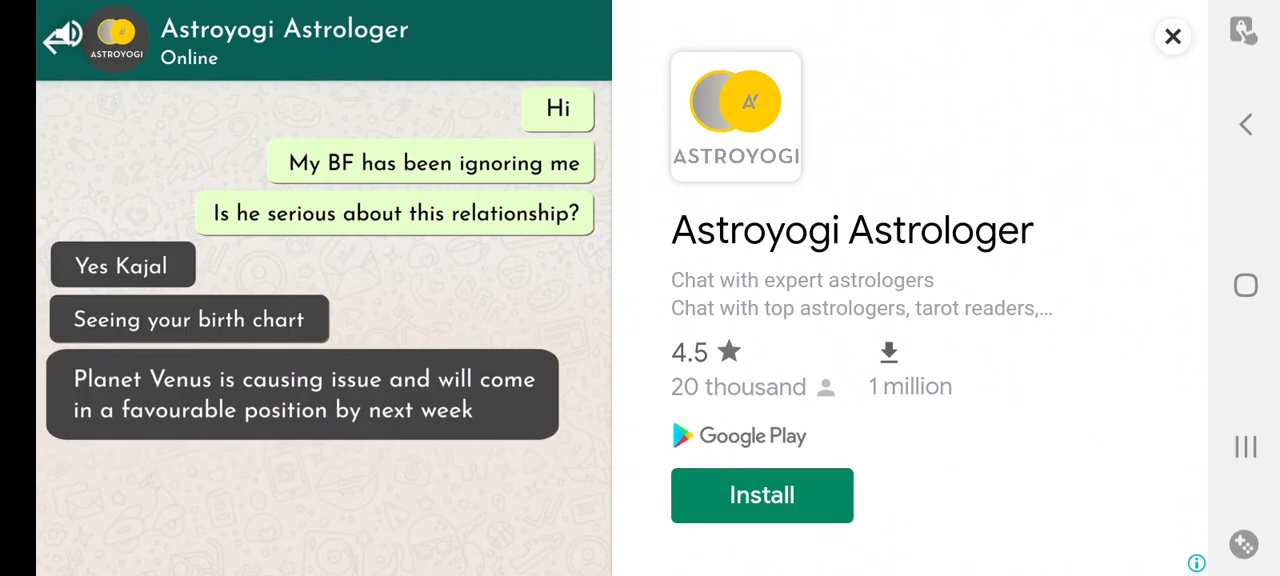 Astroyogi Astrologer
Online
ASTROYOGI
Hi
My BF has been ignoring me
Is he serious about this relationship?
Yes Kajal
Seeing your birth chart
Planet Venus is causing issue and will come
in a favourable position by next week
ASTROYOGI
Astroyogi Astrologer
Chat with expert astrologers
Chat with top astrologers, tarot readers,...
4.5
20 thousand
1 million
Google Play
Install